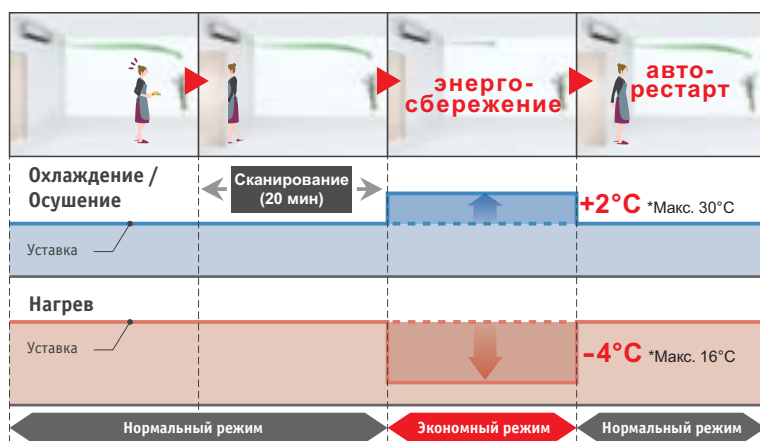 энерго-
сбережение
авто-
рестарт
Охлаждение /
Осушение
Сканирование
(20 мин)
+2°C *Макс. 30°C
Уставка
Нагрев
Уставка
–4°C *Макс. 16°C
Нормальный режим
Экономный режим
Нормальный режим